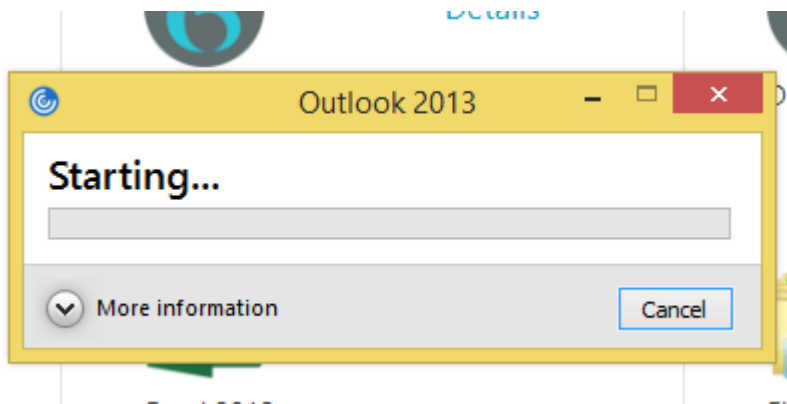 Details
Outlook 2013
Starting...
More information
Cancel